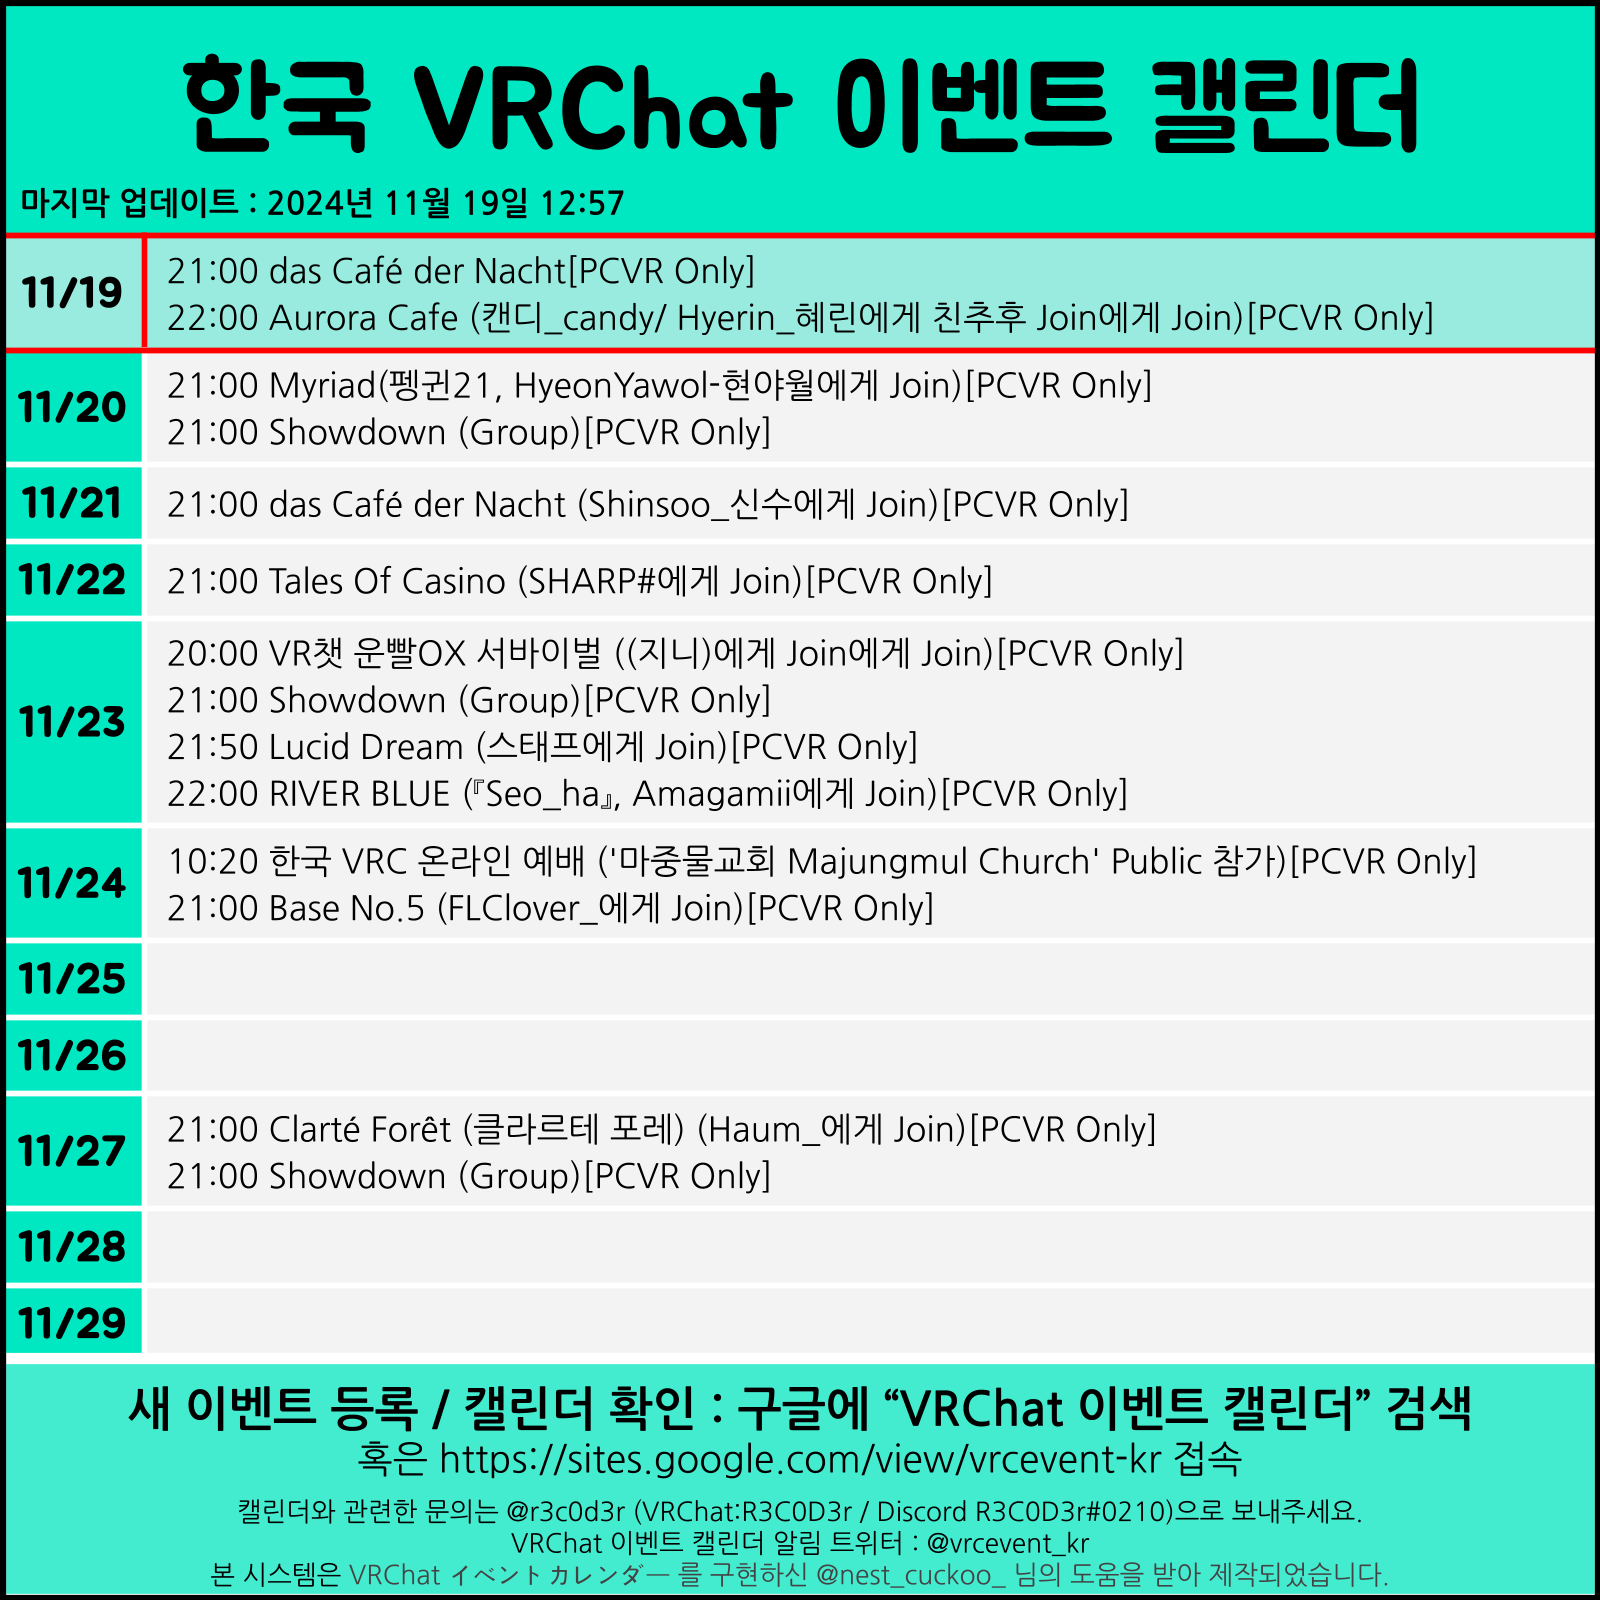 한국 VRChat 이벤트 캘린더
마지막 업데이트 : 2024년 11월 19일 12:57
11/19
21:00 das Café der Nacht[PCVR Only]
22:00 Aurora Cafe (캔디_candy/ Hyerin_혜린에게 친추후 Join에게 Join)[PCVR Only]
11/20
21:00 Myriad(펭귄21, HyeonYawol-현야월에게 Join)[PCVR Only]
21:00 Showdown (Group)[PCVR Only]
11/21
21:00 das Café der Nacht (Shinsoo_신수에게 Join)[PCVR Only]
11/22
21:00 Tales Of Casino (SHARP#에게 Join)[PCVR Only]
11/23
20:00 VR챗 운빨OX 서바이벌 ((지니)에게 Join에게 Join)[PCVR Only]
21:00 Showdown (Group)[PCVR Only]
21:50 Lucid Dream (스태프에게 Join)[PCVR Only]
22:00 RIVER BLUE (『Seo_ha』, Amagamii에게 Join)[PCVR Only]
11/24
10:20 한국 VRC 온라인 예배 ('마중물교회 Majungmul Church' Public 참가)[PCVR Only]
21:00 Base No.5 (FLClover_에게 Join)[PCVR Only]
11/25
11/26
11/27
21:00 Clarté Forêt (클라르테 포레) (Haum_에게 Join)[PCVR Only]
21:00 Showdown (Group)[PCVR Only]
11/28
11/29
새 이벤트 등록 / 캘린더 확인 : 구글에 “VRChat 이벤트 캘린더” 검색
혹은 https://sites.google.com/view/vrcevent-kr 접속
캘린더와 관련한 문의는 @r3c0d3r (VRChat:R3C0D3r / Discord R3C0D3r#0210)으로 보내주세요.
VRChat 이벤트 캘린더 알림 트위터 : @vrcevent_kr
본 시스템은 VRChat イベントカレンダー 를 구현하신 @nest_cuckoo_ 님의 도움을 받아 제작되었습니다.